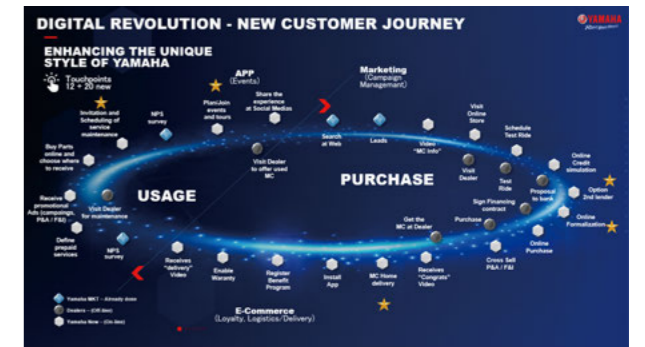 DIGITAL REVOLUTION - NEW CUSTOMER JOURNEY
YAMAHA
ENHANCING THE UNIQUE
STYLE OF YAMAHA
Touchpoints
12 + 20 new
APP
(Events)
Marketing
(Campaign
Management)
Invitation and
Scheduling of
service
maintenance
NPS
survey
Plan/Join
events
and tours
Share the
experience
at Social Medias
Search
at Web
Leads
Video
"MC Info"
Visit
Online
Store
Schedule
Test Ride
Buy Parts
online and
choose where
to receive
Visit Dealer
to offer used
MC
Visit
Dealer
Test
Ride
Proposal
to bank
Online
Credit
simulation
Option
2nd lender
USAGE
PURCHASE
Receive
promotional
Ads (campaigns,
P&A / F&I)
Visit Dealer
for maintenance
Sign Financing
contract
Purchase
Get the
MC at Dealer
Online
Formalization
Define
prepaid
services
NPS
survey
Receives
"delivery"
Video
Enable
Warranty
Register
Benefit
Program
Install
App
MC Home
delivery
Receives
"Congrats"
Video
Cross Sell
P&A / F&I
Online
Purchase
Yamaha MKT - Already done
Dealers - (Off line)
Yamaha New - (On-line)
E-Commerce
(Loyalty, Logistics/Delivery)